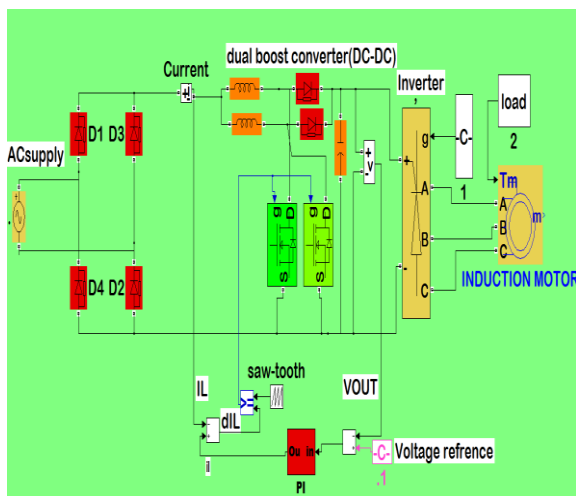 dual boost converter(DC-DC)
Current
Inverter
,
load
2
D1 D3
ACsupply
g
-C-
1
+
A
B
C
-
Tm
A
B
C
m
INDUCTION MOTOR
D4 D2
g
D
S
g
D
S
+
v
-
saw-tooth
>=
IL
dIL
il
VOUT
Ou in
PI
-C-
Voltage refrence
.1